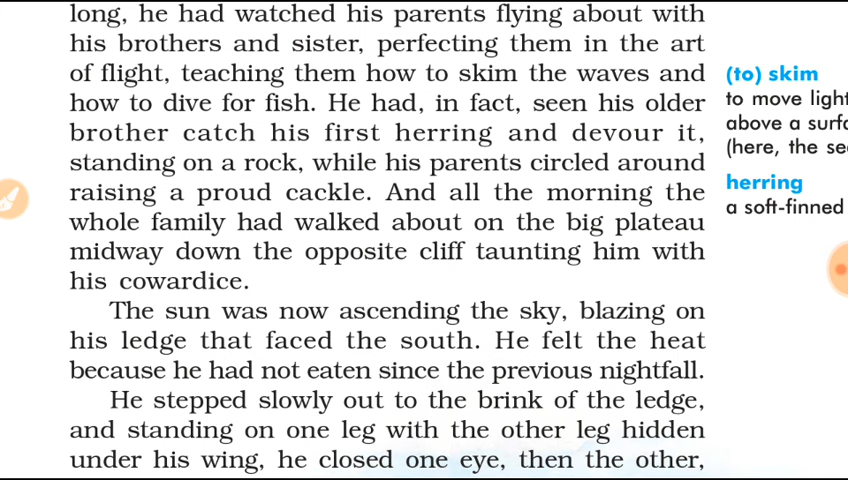 long, he had watched his parents flying about with
his brothers and sister, perfecting them in the art
of flight, teaching them how to skim the waves and
how to dive for fish. He had, in fact, seen his older
brother catch his first herring and devour it,
standing on a rock, while his parents circled around
raising a proud cackle. And all the morning the
whole family had walked about on the big plateau
midway down the opposite cliff taunting him with
his cowardice.
The sun was now ascending the sky, blazing on
his ledge that faced the south. He felt the heat
because he had not eaten since the previous nightfall.
He stepped slowly out to the brink of the ledge,
and standing on one leg with the other leg hidden
under his wing, he closed one eye, then the other,
(to) skim
to move
above a
(here, the
herring
a soft-finned